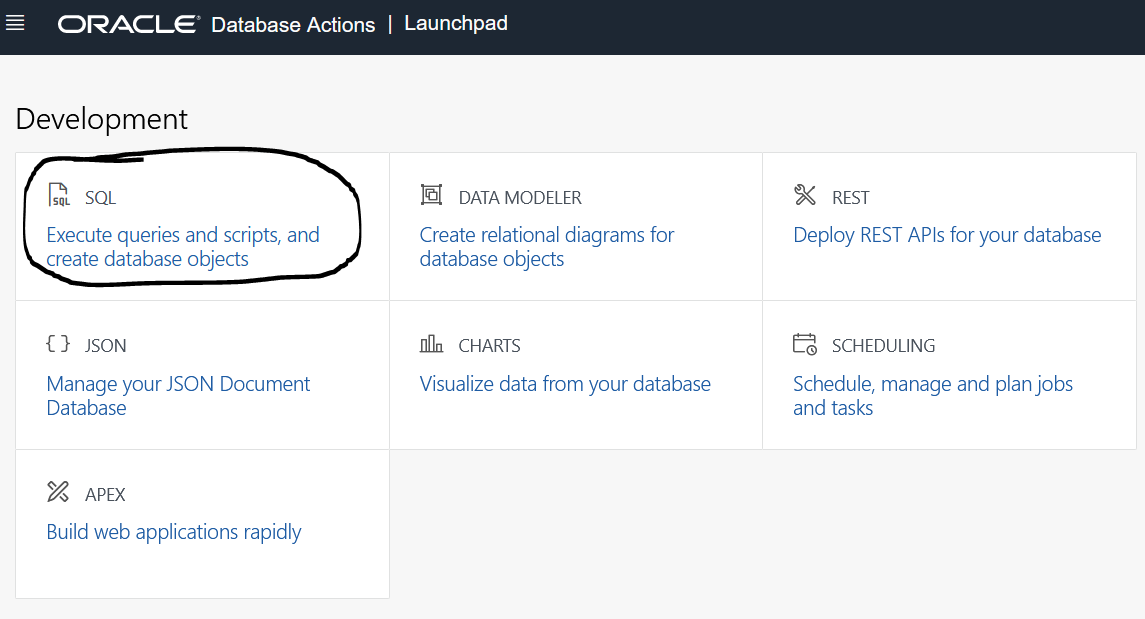 ORACLE® Database Actions | Launchpad
Development
SQL
SQL
Execute queries and scripts, and
create database objects
DATA MODELER
Create relational diagrams for
database objects
REST
Deploy REST APIs for your database
{ } JSON
Manage your JSON Document
Database
CHARTS
Visualize data from your database
SCHEDULING
Schedule, manage and plan jobs
and tasks
APEX
Build web applications rapidly